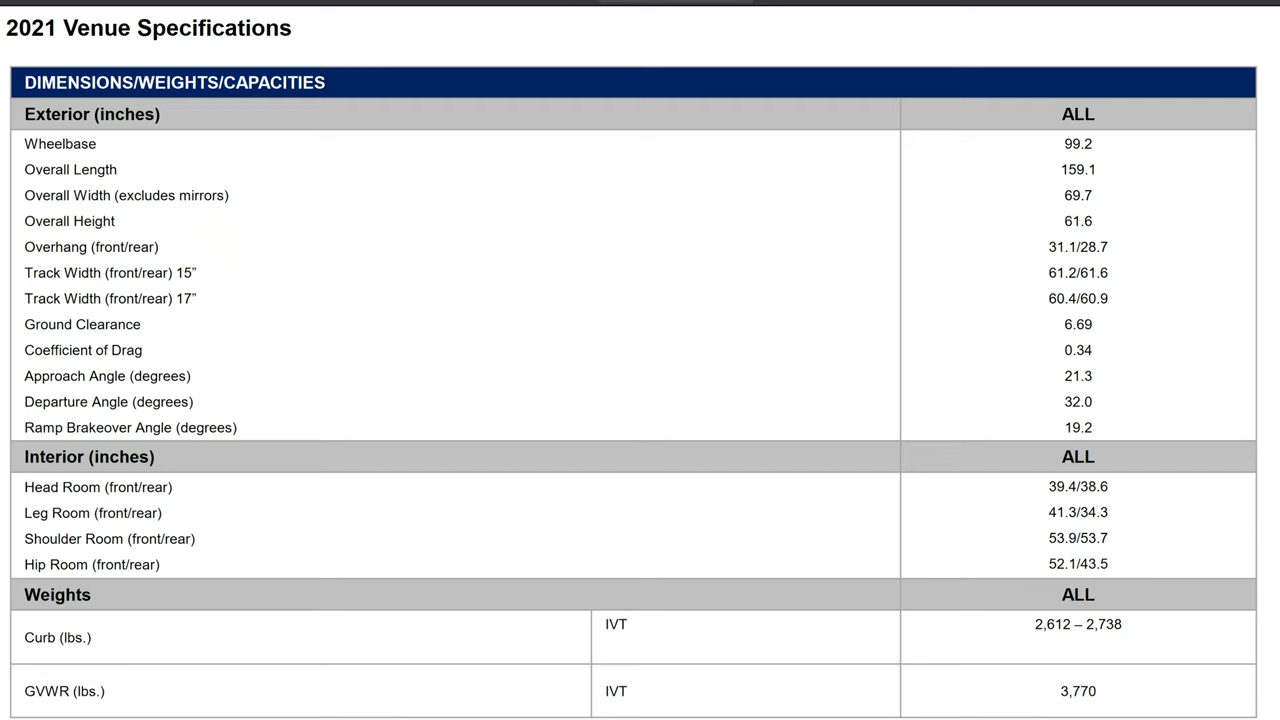 2021 Venue Specifications
DIMENSIONS/WEIGHTS/CAPACITIES
Exterior (inches) ALL
Wheelbase 99.2
Overall Length 159.1
Overall Width (excludes mirrors) 69.7
Overall Height 61.6
Overhang (front/rear) 31.1/28.7
Track Width (front/rear) 15” 61.2/61.6
Track Width (front/rear) 17” 60.4/60.9
Ground Clearance 6.69
Coefficient of Drag 0.34
Approach Angle (degrees) 21.3
Departure Angle (degrees) 32.0
Ramp Brakeover Angle (degrees) 19.2
Interior (inches) ALL
Head Room (front/rear) 39.4/38.6
Leg Room (front/rear) 41.3/34.3
Shoulder Room (front/rear) 53.9/53.7
Hip Room (front/rear) 52.1/43.5
Weights ALL
Curb (lbs.) IVT 2,612 – 2,738
GVWR (lbs.) IVT 3,770